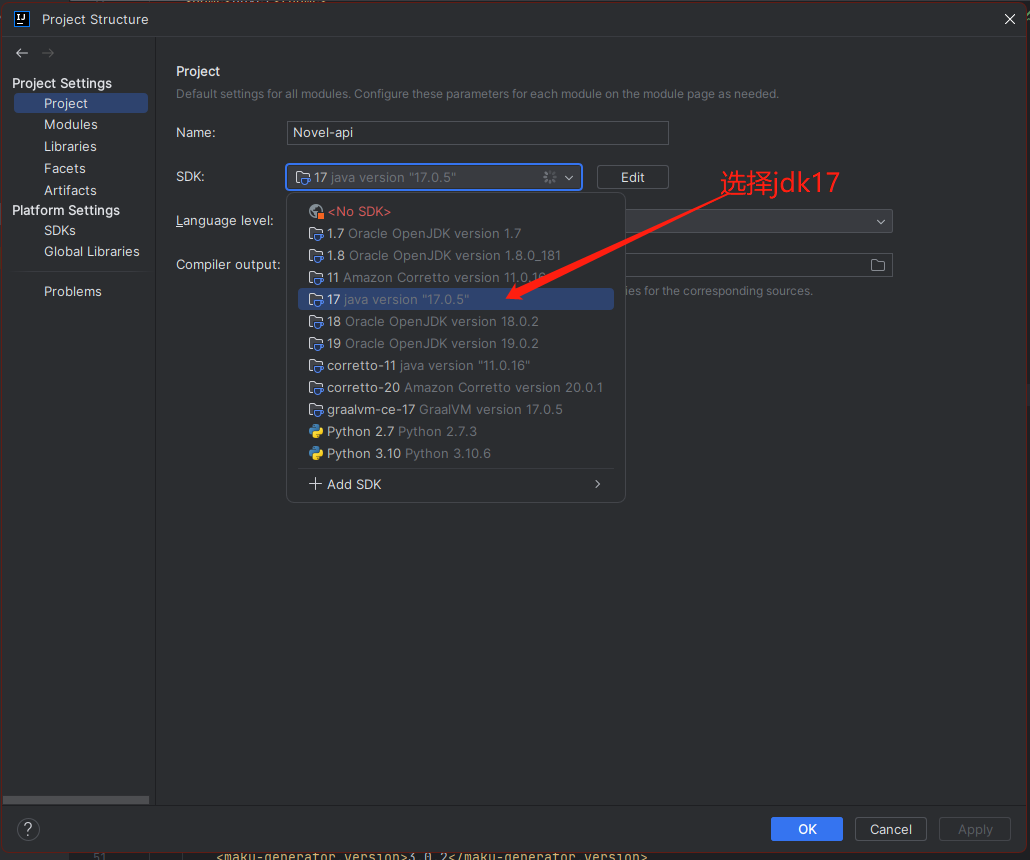 Project Structure
Project Settings
Project
Modules
Libraries
Facets
Artifacts
Platform Settings
SDKs
Global Libraries
Problems
Project
Default settings for all modules. Configure these parameters for each module on the module page as needed.
Name: Novel-api
SDK: 17 java version "17.0.5" Edit
选择jdk17
Language level:
Compiler output:
ies for the corresponding sources.
<No SDK>
1.7 Oracle OpenJDK version 1.7
1.8 Oracle OpenJDK version 1.8.0_181
11 Amazon Corretto version 11.0.16
17 java version "17.0.5"
18 Oracle OpenJDK version 18.0.2
19 Oracle OpenJDK version 19.0.2
corretto-11 java version "11.0.16"
corretto-20 Amazon Corretto version 20.0.1
graalvm-ce-17 GraalVM version 17.0.5
Python 2.7 Python 2.7.3
Python 3.10 Python 3.10.6
Add SDK
? OK Cancel Apply
51 <maku-generator.version>3.0.2</maku-generator.version>